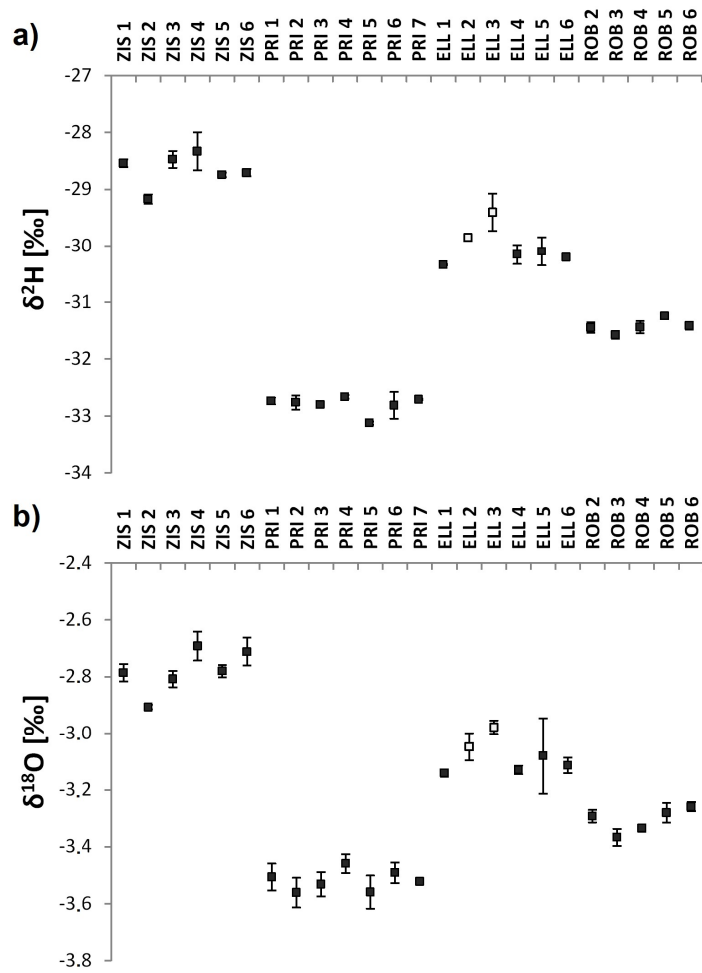 a)
ZIS 1 ZIS 2 ZIS 3 ZIS 4 ZIS 5 ZIS 6 PRI 1 PRI 2 PRI 3 PRI 4 PRI 5 PRI 6 PRI 7 ELL 1 ELL 2 ELL 3 ELL 4 ELL 5 ELL 6 ROB 2 ROB 3 ROB 4 ROB 5 ROB 6
δ²H [‰]
-27
-28
-29
-30
-31
-32
-33
-34
b)
ZIS 1 ZIS 2 ZIS 3 ZIS 4 ZIS 5 ZIS 6 PRI 1 PRI 2 PRI 3 PRI 4 PRI 5 PRI 6 PRI 7 ELL 1 ELL 2 ELL 3 ELL 4 ELL 5 ELL 6 ROB 2 ROB 3 ROB 4 ROB 5 ROB 6
δ¹⁸O [‰]
-2.4
-2.6
-2.8
-3.0
-3.2
-3.4
-3.6
-3.8